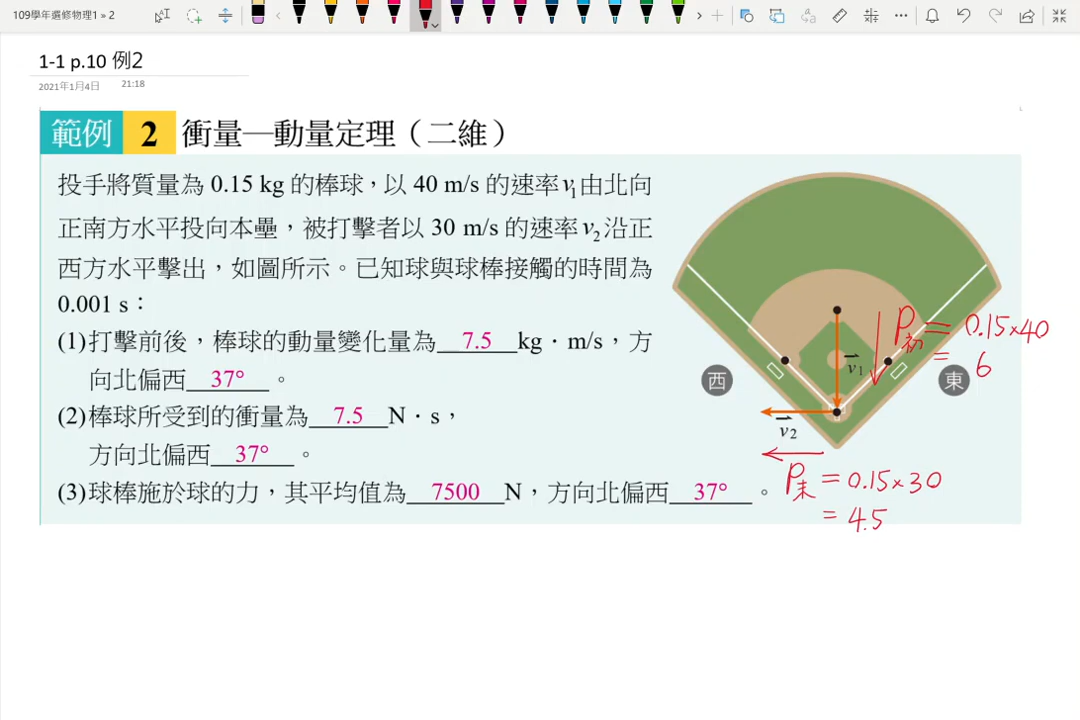 109學年選修物理1 » 2
1-1 p.10 例2
2021年1月4日 21:18
範例 2 衝量—動量定理（二維）
投手將質量為 0.15 kg 的棒球，以 40 m/s 的速率 v₁ 由北向
正南方水平投向本壘，被打擊者以 30 m/s 的速率 v₂ 沿正
西方水平擊出，如圖所示。已知球與球棒接觸的時間為
0.001 s：
(1)打擊前後，棒球的動量變化量為 7.5 kg・m/s，方
向北偏西 37° 。
(2)棒球所受到的衝量為 7.5 N・s，
方向北偏西 37° 。
(3)球棒施於球的力，其平均值為 7500 N，方向北偏西 37° 。
西
東
v₁
v₂
P初 = 0.15×40
= 6
P末 = 0.15×30
= 4.5